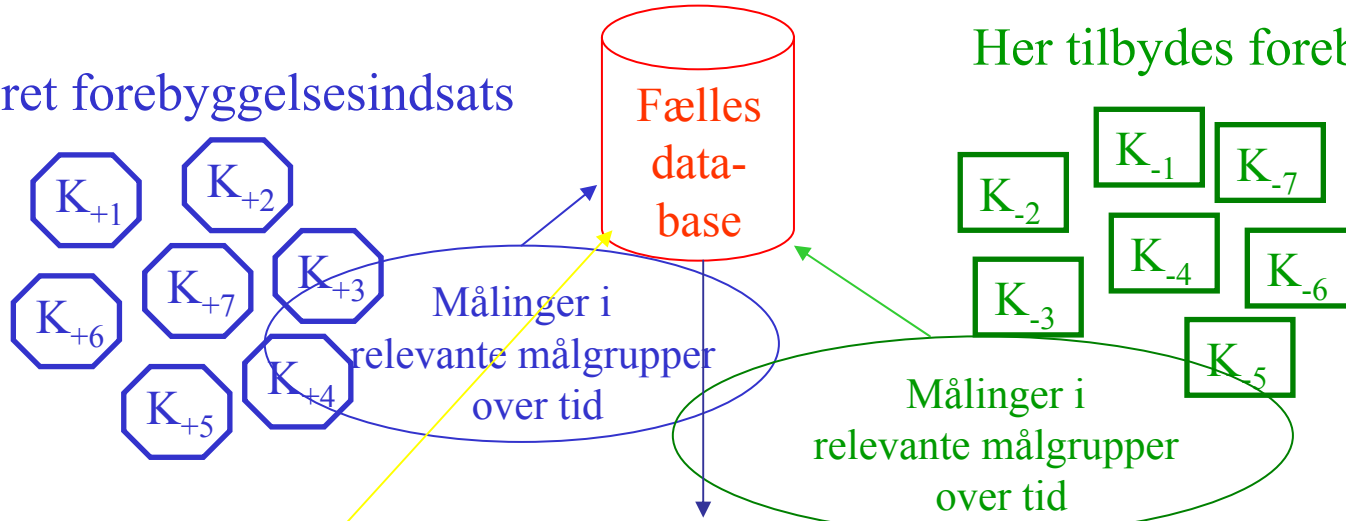 ret forebyggelsesindsats
K+1
K+2
K+3
K+7
K+6
K+4
K+5
Målinger i
relevante målgrupper
over tid
Fælles
data-
base
Her tilbydes foreb
K-1
K-7
K-2
K-4
K-6
K-3
K-5
Målinger i
relevante målgrupper
over tid